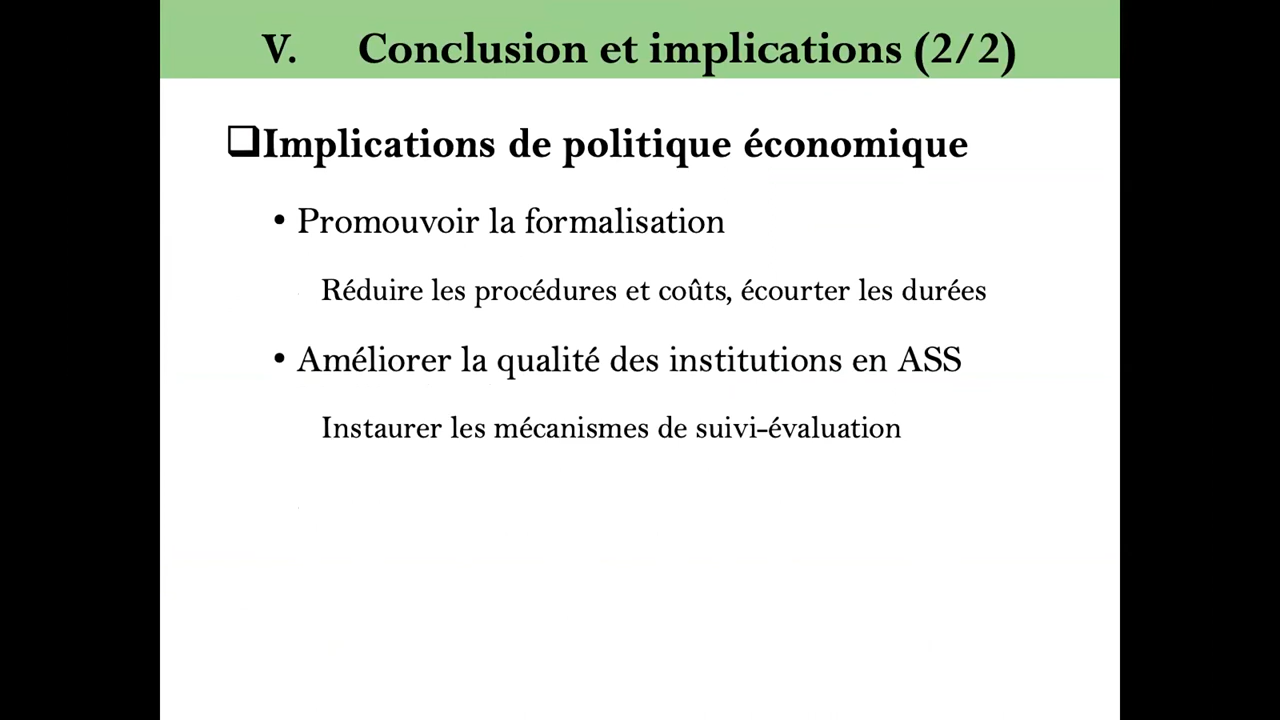 V. Conclusion et implications (2/2)
❑Implications de politique économique
• Promouvoir la formalisation
Réduire les procédures et coûts, écourter les durées
• Améliorer la qualité des institutions en ASS
Instaurer les mécanismes de suivi-évaluation